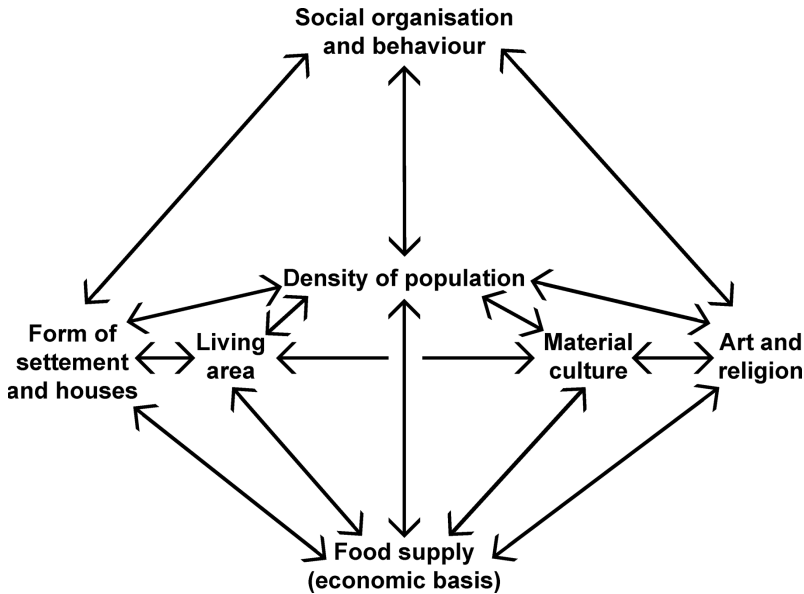 Social organisation
and behaviour
Density of population
Form of
settement
and houses
Living
area
Material
culture
Art and
religion
Food supply
(economic basis)